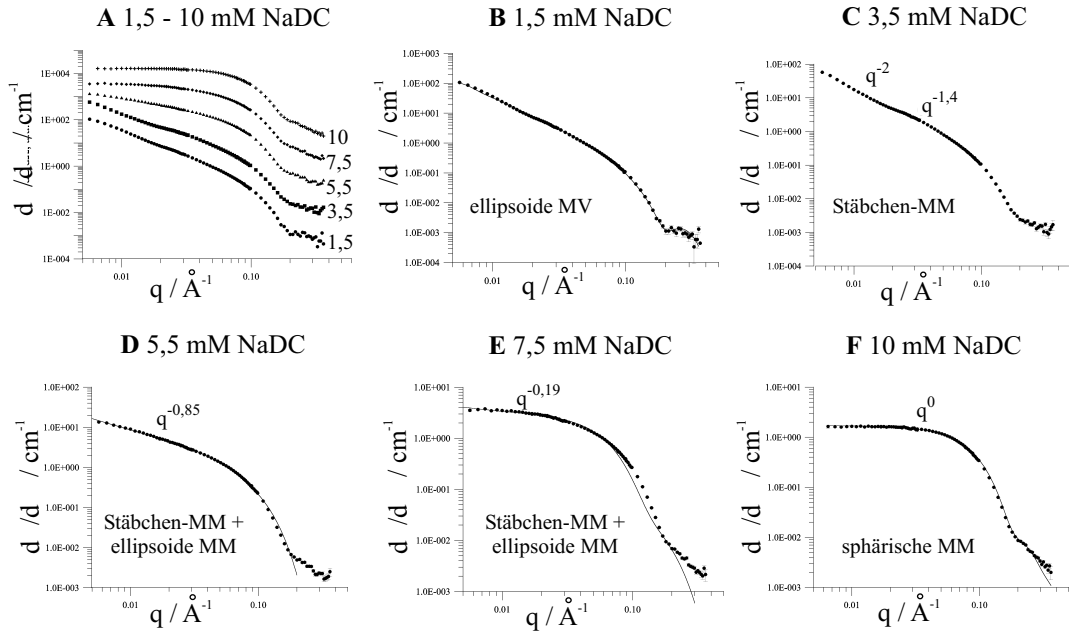 A 1,5 - 10 mM NaDC
B 1,5 mM NaDC
C 3,5 mM NaDC
1E+004
1E+002
1E+000
1E-002
1E-004
10
7,5
5,5
3,5
1,5
0.01
0.10
q / Å⁻¹
d /d / cm⁻¹
1.0E+003
1.0E+002
1.0E+001
1.0E+000
1.0E-001
1.0E-002
1.0E-003
1.0E-004
ellipsoide MV
0.01
0.10
q / Å⁻¹
d /d / cm⁻¹
1.0E+002
1.0E+001
1.0E+000
1.0E-001
1.0E-002
1.0E-003
1.0E-004
q⁻²
q⁻¹,⁴
Stäbchen-MM
0.01
0.10
q / Å⁻¹
D 5,5 mM NaDC
E 7,5 mM NaDC
F 10 mM NaDC
d /d / cm⁻¹
1.0E+002
1.0E+001
1.0E+000
1.0E-001
1.0E-002
1.0E-003
q⁻⁰,⁸⁵
Stäbchen-MM +
ellipsoide MM
0.01
0.10
q / Å⁻¹
d /d / cm⁻¹
1.0E+001
1.0E+000
1.0E-001
1.0E-002
1.0E-003
q⁻⁰,¹⁹
Stäbchen-MM +
ellipsoide MM
0.01
0.10
q / Å⁻¹
d /d / cm⁻¹
1.0E+001
1.0E+000
1.0E-001
1.0E-002
1.0E-003
q⁰
sphärische MM
0.01
0.10
q / Å⁻¹